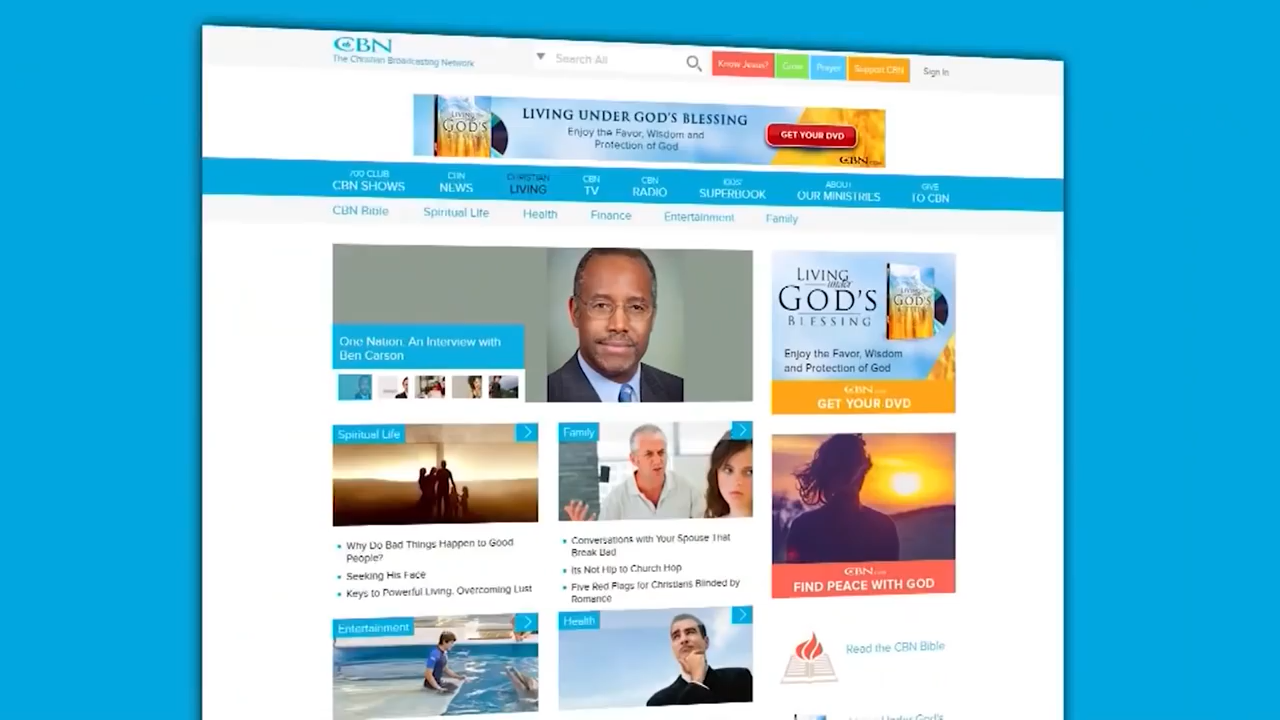 CBN
The Christian Broadcasting Network
Search All
Know Jesus?
Grow
Prayer
Support CBN
Sign In
LIVING UNDER GOD'S BLESSING
Enjoy the Favor, Wisdom and
Protection of God
GET YOUR DVD
CBN.com
LIVING
GOD'S
700 CLUB
CBN SHOWS
CBN
NEWS
CHRISTIAN
LIVING
CBN
TV
CBN
RADIO
KIDS'
SUPERBOOK
ABOUT
OUR MINISTRIES
GIVE
TO CBN
CBN Bible
Spiritual Life
Health
Finance
Entertainment
Family
One Nation: An Interview with
Ben Carson
LIVING
under
GOD'S
BLESSING
GOD'S
Enjoy the Favor, Wisdom
and Protection of God
CBN.com
GET YOUR DVD
Spiritual Life
Why Do Bad Things Happen to Good
People?
Seeking His Face
Keys to Powerful Living: Overcoming Lust
Family
Conversations with Your Spouse That
Break Bad
Its Not Hip to Church Hop
Five Red Flags for Christians Blinded by
Romance
CBN.com
FIND PEACE WITH GOD
Entertainment
Health
Read the CBN Bible
Living Under God's